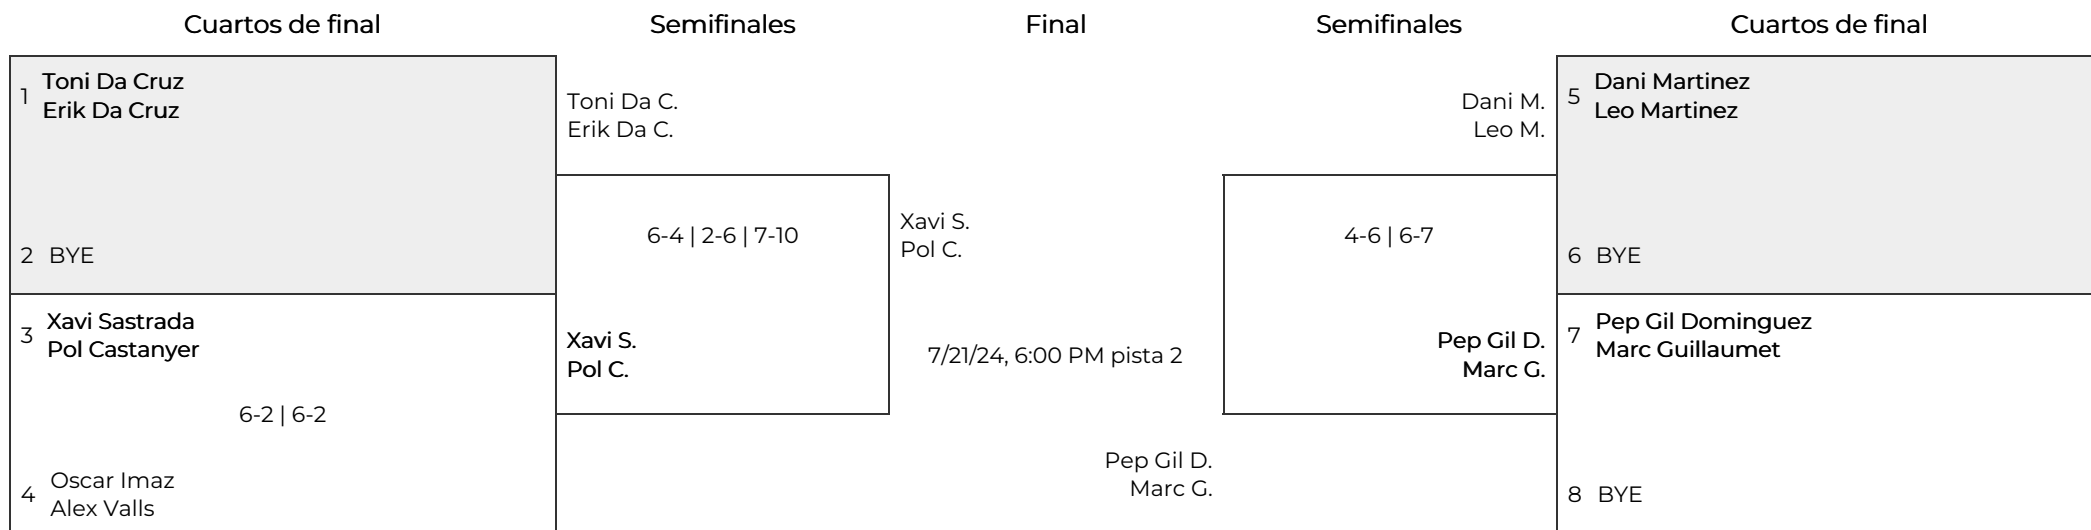 Cuartos de final
Semifinales
Final
Semifinales
Cuartos de final
1
Toni Da Cruz
Erik Da Cruz
2 BYE
3
Xavi Sastrada
Pol Castanyer
6-2 | 6-2
4
Oscar Imaz
Alex Valls
Toni Da C.
Erik Da C.
6-4 | 2-6 | 7-10
Xavi S.
Pol C.
Xavi S.
Pol C.
7/21/24, 6:00 PM pista 2
Pep Gil D.
Marc G.
Dani M.
Leo M.
4-6 | 6-7
Pep Gil D.
Marc G.
5
Dani Martinez
Leo Martinez
6 BYE
7
Pep Gil Dominguez
Marc Guillaumet
8 BYE